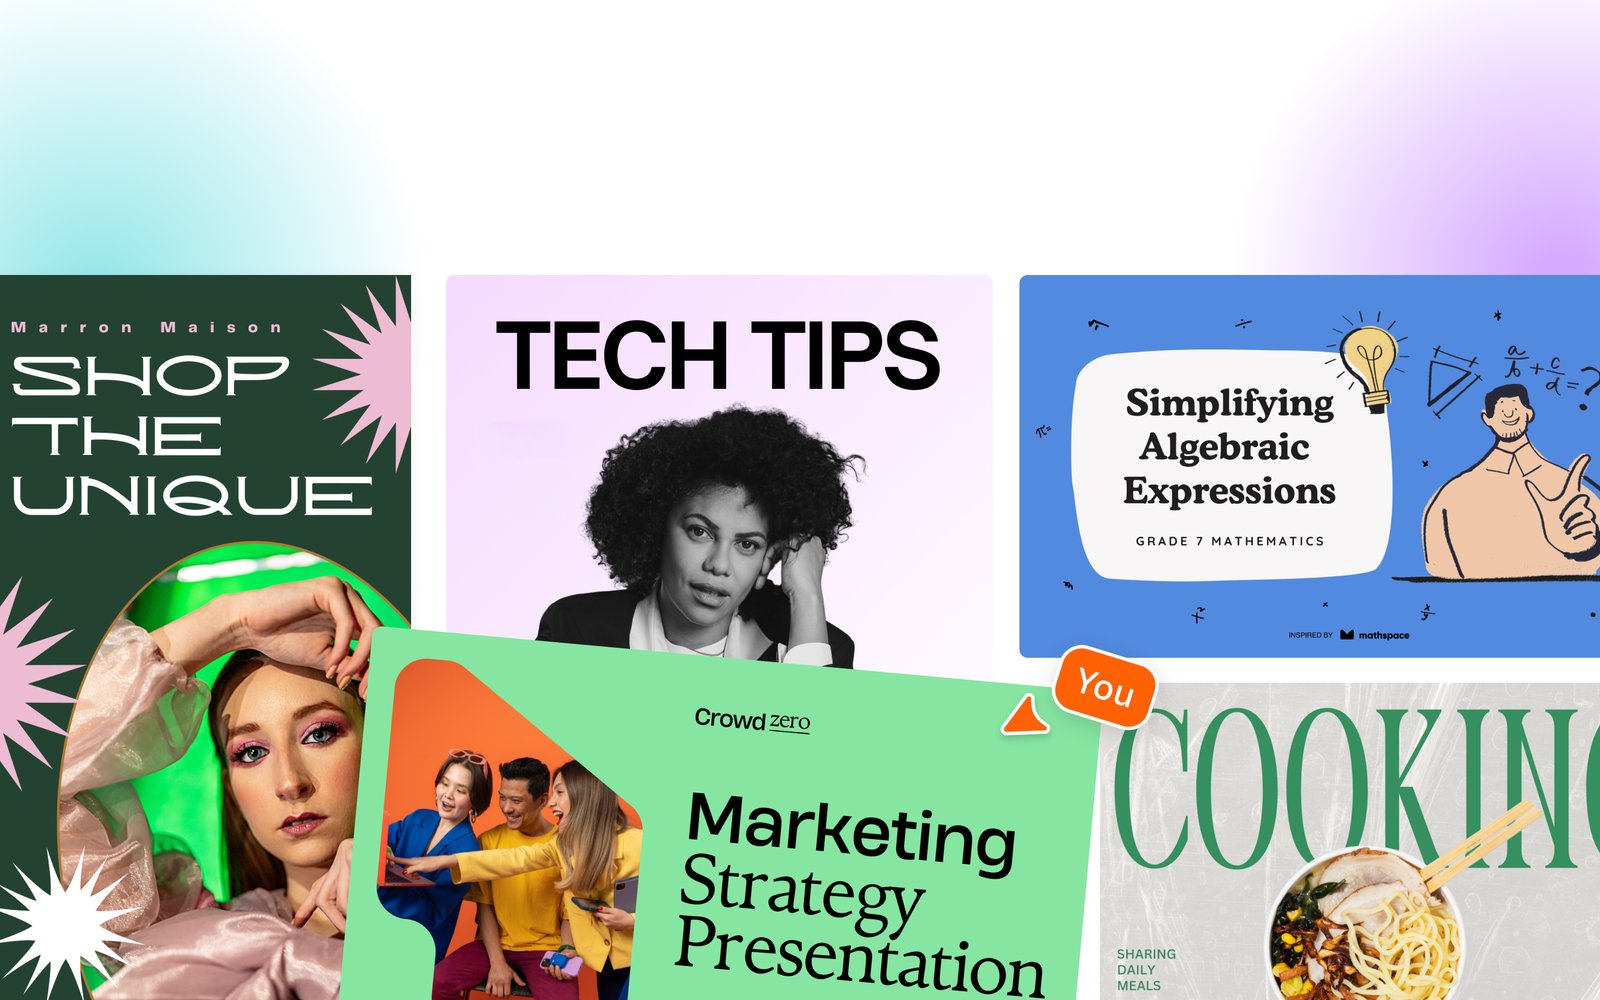 Marron Maison
SHOP
THE
UNIQUE
TECH TIPS
Simplifying
Algebraic
Expressions
GRADE 7 MATHEMATICS
INSPIRED BY mathspace
a/b + c/d = ?
π=
÷
You
Crowd zero
Marketing
Strategy
Presentation
COOKING
SHARING
DAILY
MEALS